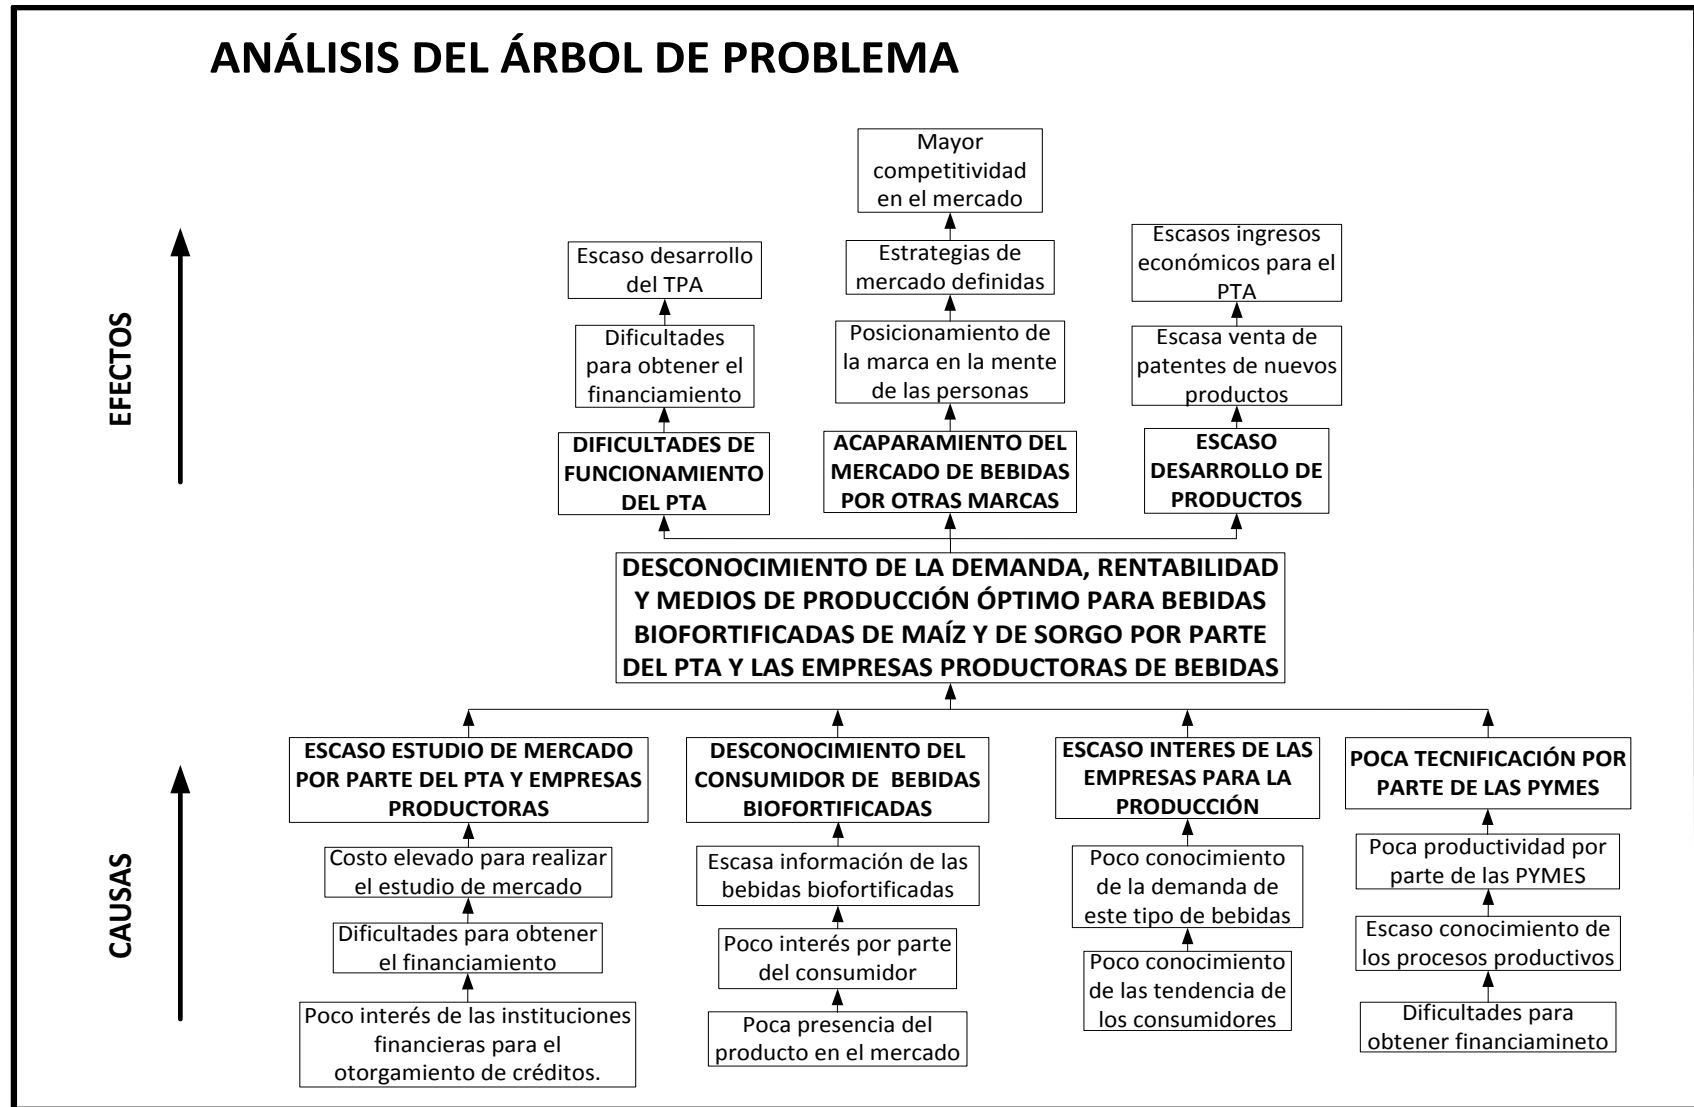 ANÁLISIS DEL ÁRBOL DE PROBLEMA
EFECTOS
Mayor
competitividad
en el mercado
Escaso desarrollo
del TPA
Estrategias de
mercado definidas
Escasos ingresos
económicos para el
PTA
Dificultades
para obtener el
financiamiento
Posicionamiento de
la marca en la mente
de las personas
Escasa venta de
patentes de nuevos
productos
DIFICULTADES DE
FUNCIONAMIENTO
DEL PTA
ACAPARAMIENTO DEL
MERCADO DE BEBIDAS
POR OTRAS MARCAS
ESCASO
DESARROLLO DE
PRODUCTOS
DESCONOCIMIENTO DE LA DEMANDA, RENTABILIDAD
Y MEDIOS DE PRODUCCIÓN ÓPTIMO PARA BEBIDAS
BIOFORTIFICADAS DE MAÍZ Y DE SORGO POR PARTE
DEL PTA Y LAS EMPRESAS PRODUCTORAS DE BEBIDAS
CAUSAS
ESCASO ESTUDIO DE MERCADO
POR PARTE DEL PTA Y EMPRESAS
PRODUCTORAS
DESCONOCIMIENTO DEL
CONSUMIDOR DE BEBIDAS
BIOFORTIFICADAS
ESCASO INTERES DE LAS
EMPRESAS PARA LA
PRODUCCIÓN
POCA TECNIFICACIÓN POR
PARTE DE LAS PYMES
Costo elevado para realizar
el estudio de mercado
Escasa información de las
bebidas biofortificadas
Poco conocimiento
de la demanda de
este tipo de bebidas
Poca productividad por
parte de las PYMES
Dificultades para obtener
el financiamiento
Poco interés por parte
del consumidor
Poco conocimiento
de las tendencia de
los consumidores
Escaso conocimiento de
los procesos productivos
Poco interés de las instituciones
financieras para el
otorgamiento de créditos.
Poca presencia del
producto en el mercado
Dificultades para
obtener financiamineto